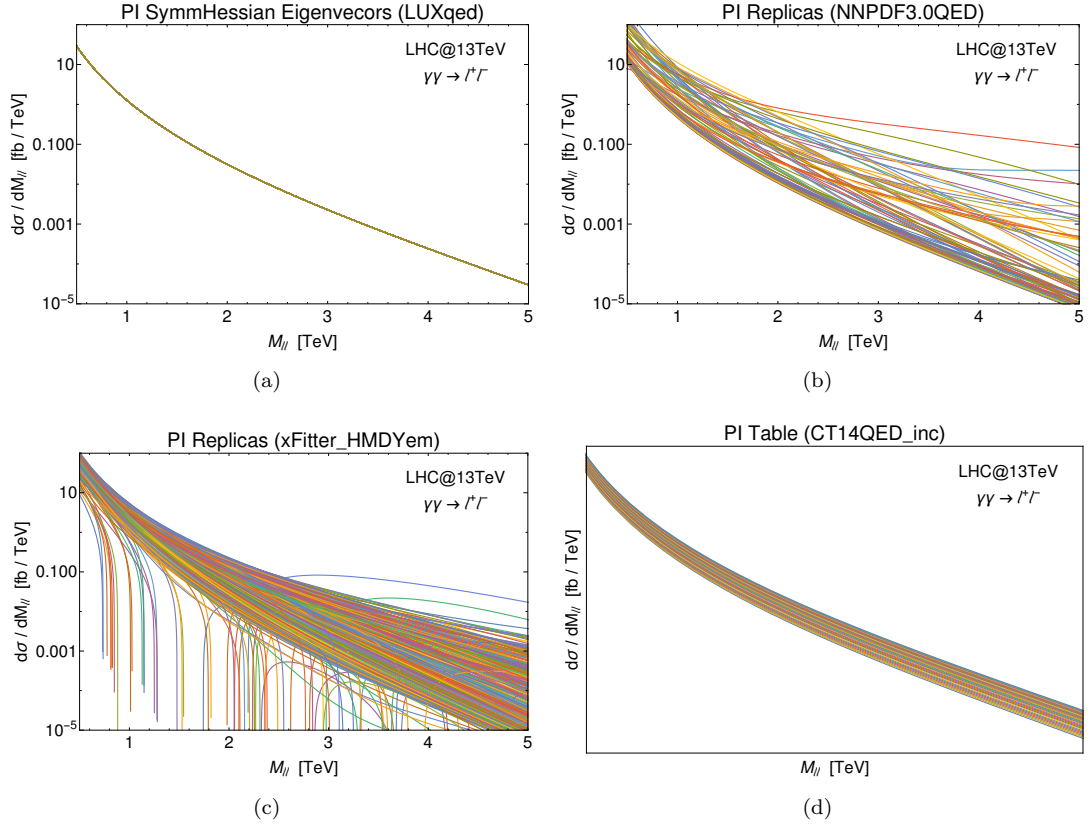 PI SymmHessian Eigenvecors (LUXqed)
LHC@13TeV
γγ → l⁺l⁻
10
0.100
0.001
10⁻⁵
dσ / dM_ll [fb / TeV]
1 2 3 4 5
M_ll [TeV]
(a)
PI Replicas (NNPDF3.0QED)
LHC@13TeV
γγ → l⁺l⁻
10
0.100
0.001
10⁻⁵
dσ / dM_ll [fb / TeV]
1 2 3 4 5
M_ll [TeV]
(b)
PI Replicas (xFitter_HMDYem)
LHC@13TeV
γγ → l⁺l⁻
10
0.100
0.001
10⁻⁵
dσ / dM_ll [fb / TeV]
1 2 3 4 5
M_ll [TeV]
(c)
PI Table (CT14QED_inc)
LHC@13TeV
γγ → l⁺l⁻
dσ / dM_ll [fb / TeV]
M_ll [TeV]
(d)